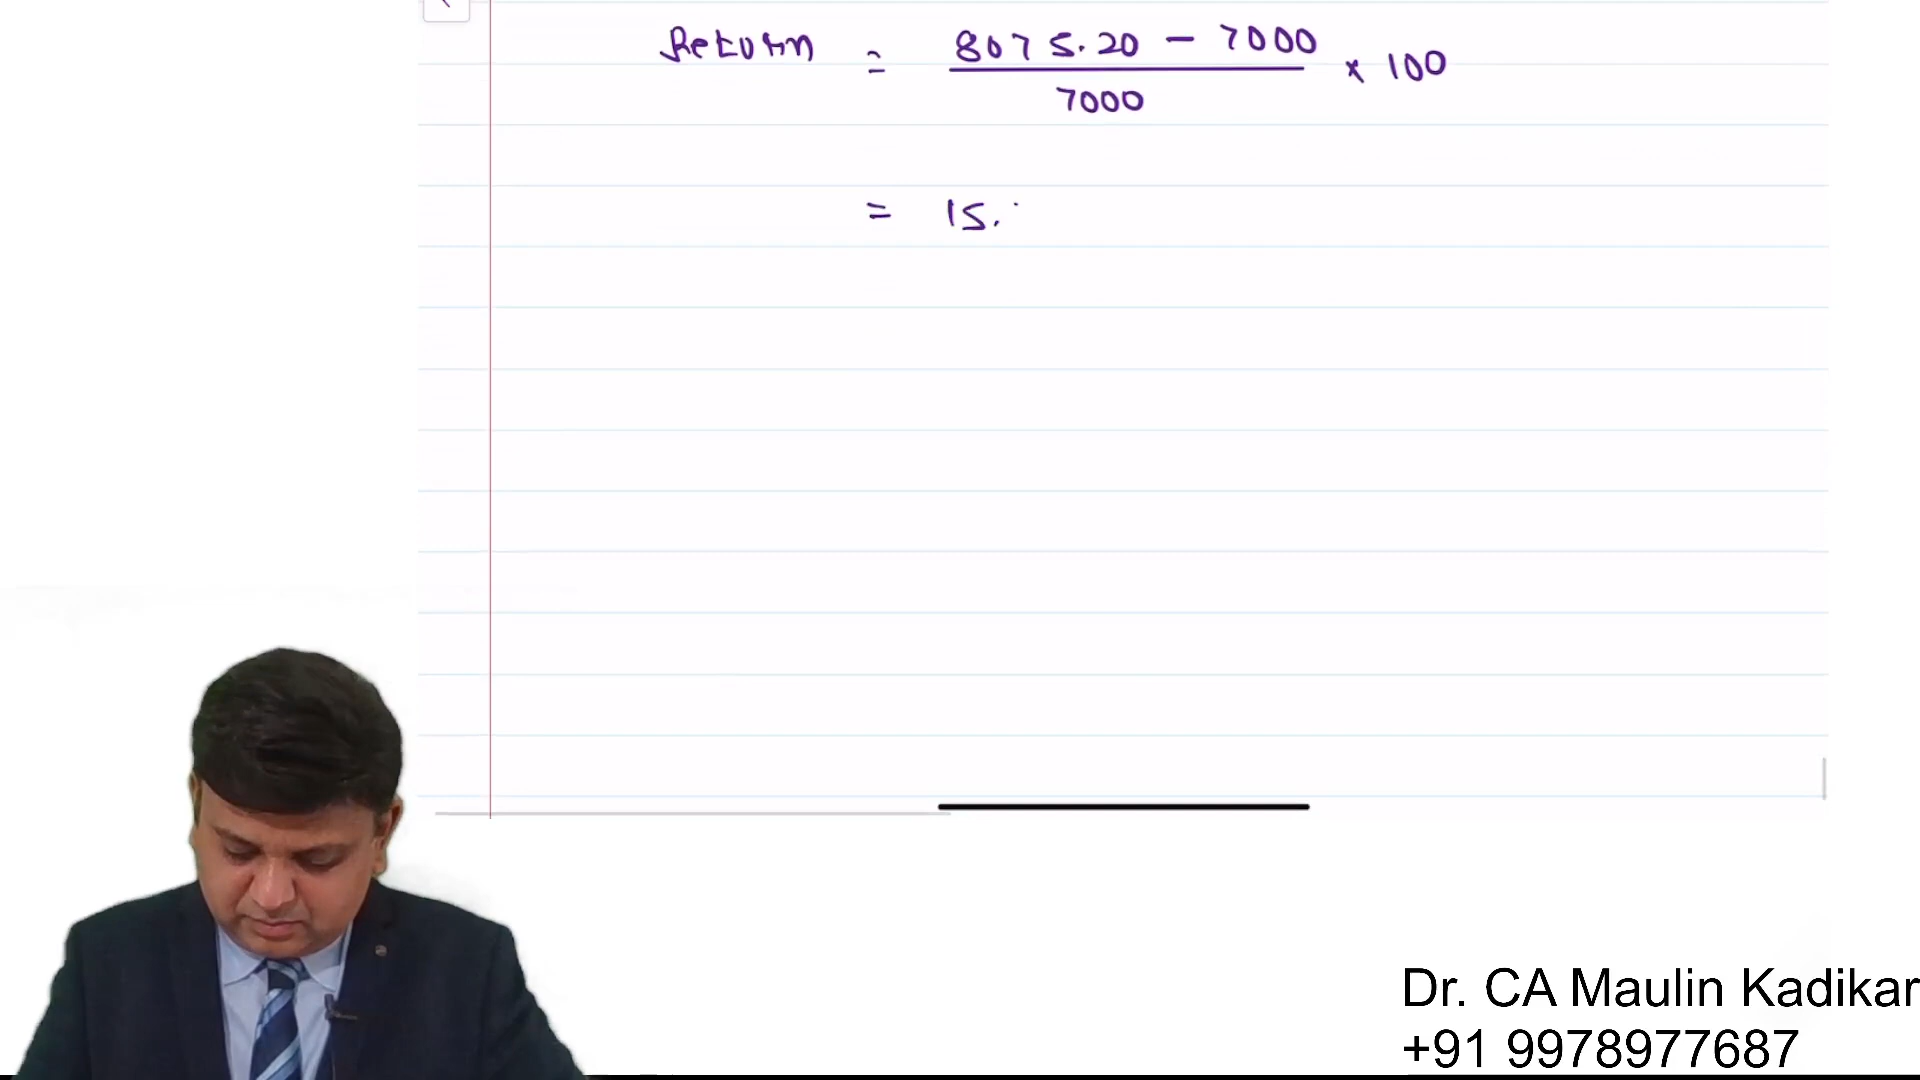 Return = 8075.20 - 7000 / 7000 x 100
= 15.
Dr. CA Maulin Kadikar
+91 9978977687